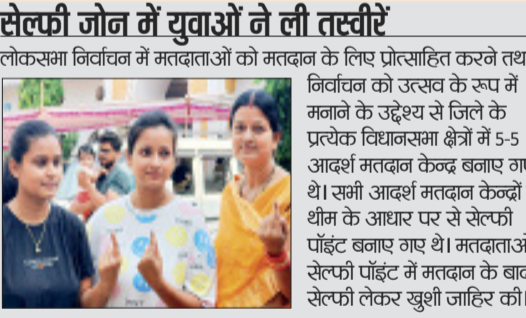 सेल्फी जोन में युवाओं ने ली तस्वीरें
लोकसभा निर्वाचन में मतदाताओं को मतदान के लिए प्रोत्साहित करने तथ
निर्वाचन को उत्सव के रूप में
मनाने के उद्देश्य से जिले के
प्रत्येक विधानसभा क्षेत्रों में 5-5
आदर्श मतदान केन्द्र बनाए गए
थे। सभी आदर्श मतदान केन्द्रों
थीम के आधार पर से सेल्फी
पॉइंट बनाए गए थे। मतदाताओ
सेल्फी पॉइंट में मतदान के बाद
सेल्फी लेकर खुशी जाहिर की।